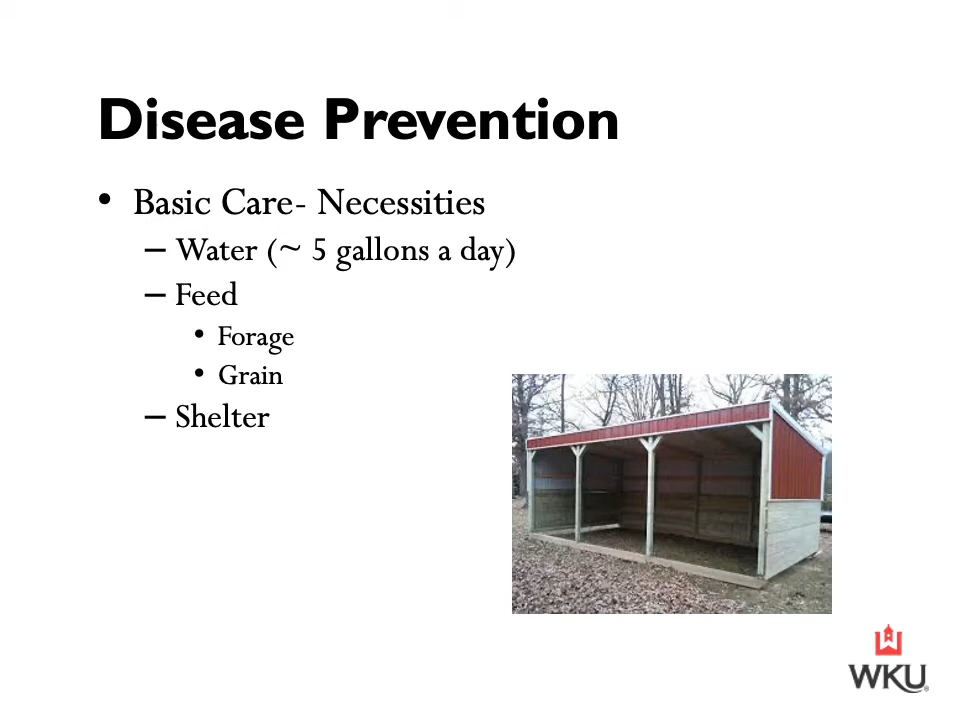 Disease Prevention
• Basic Care- Necessities
– Water (~ 5 gallons a day)
– Feed
• Forage
• Grain
– Shelter
WKU®